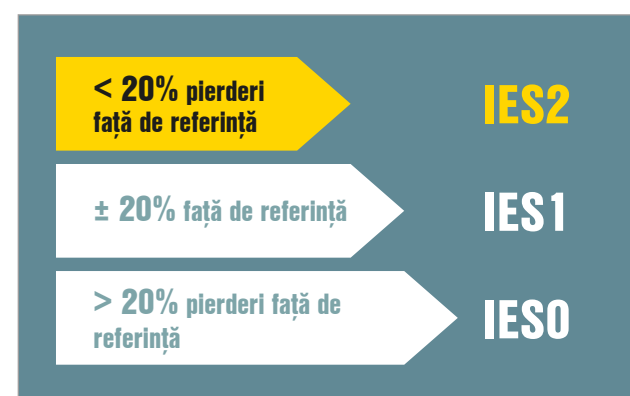 < 20% pierderi
față de referință
IES2
± 20% față de referință
IES1
> 20% pierderi față de
referință
IES0